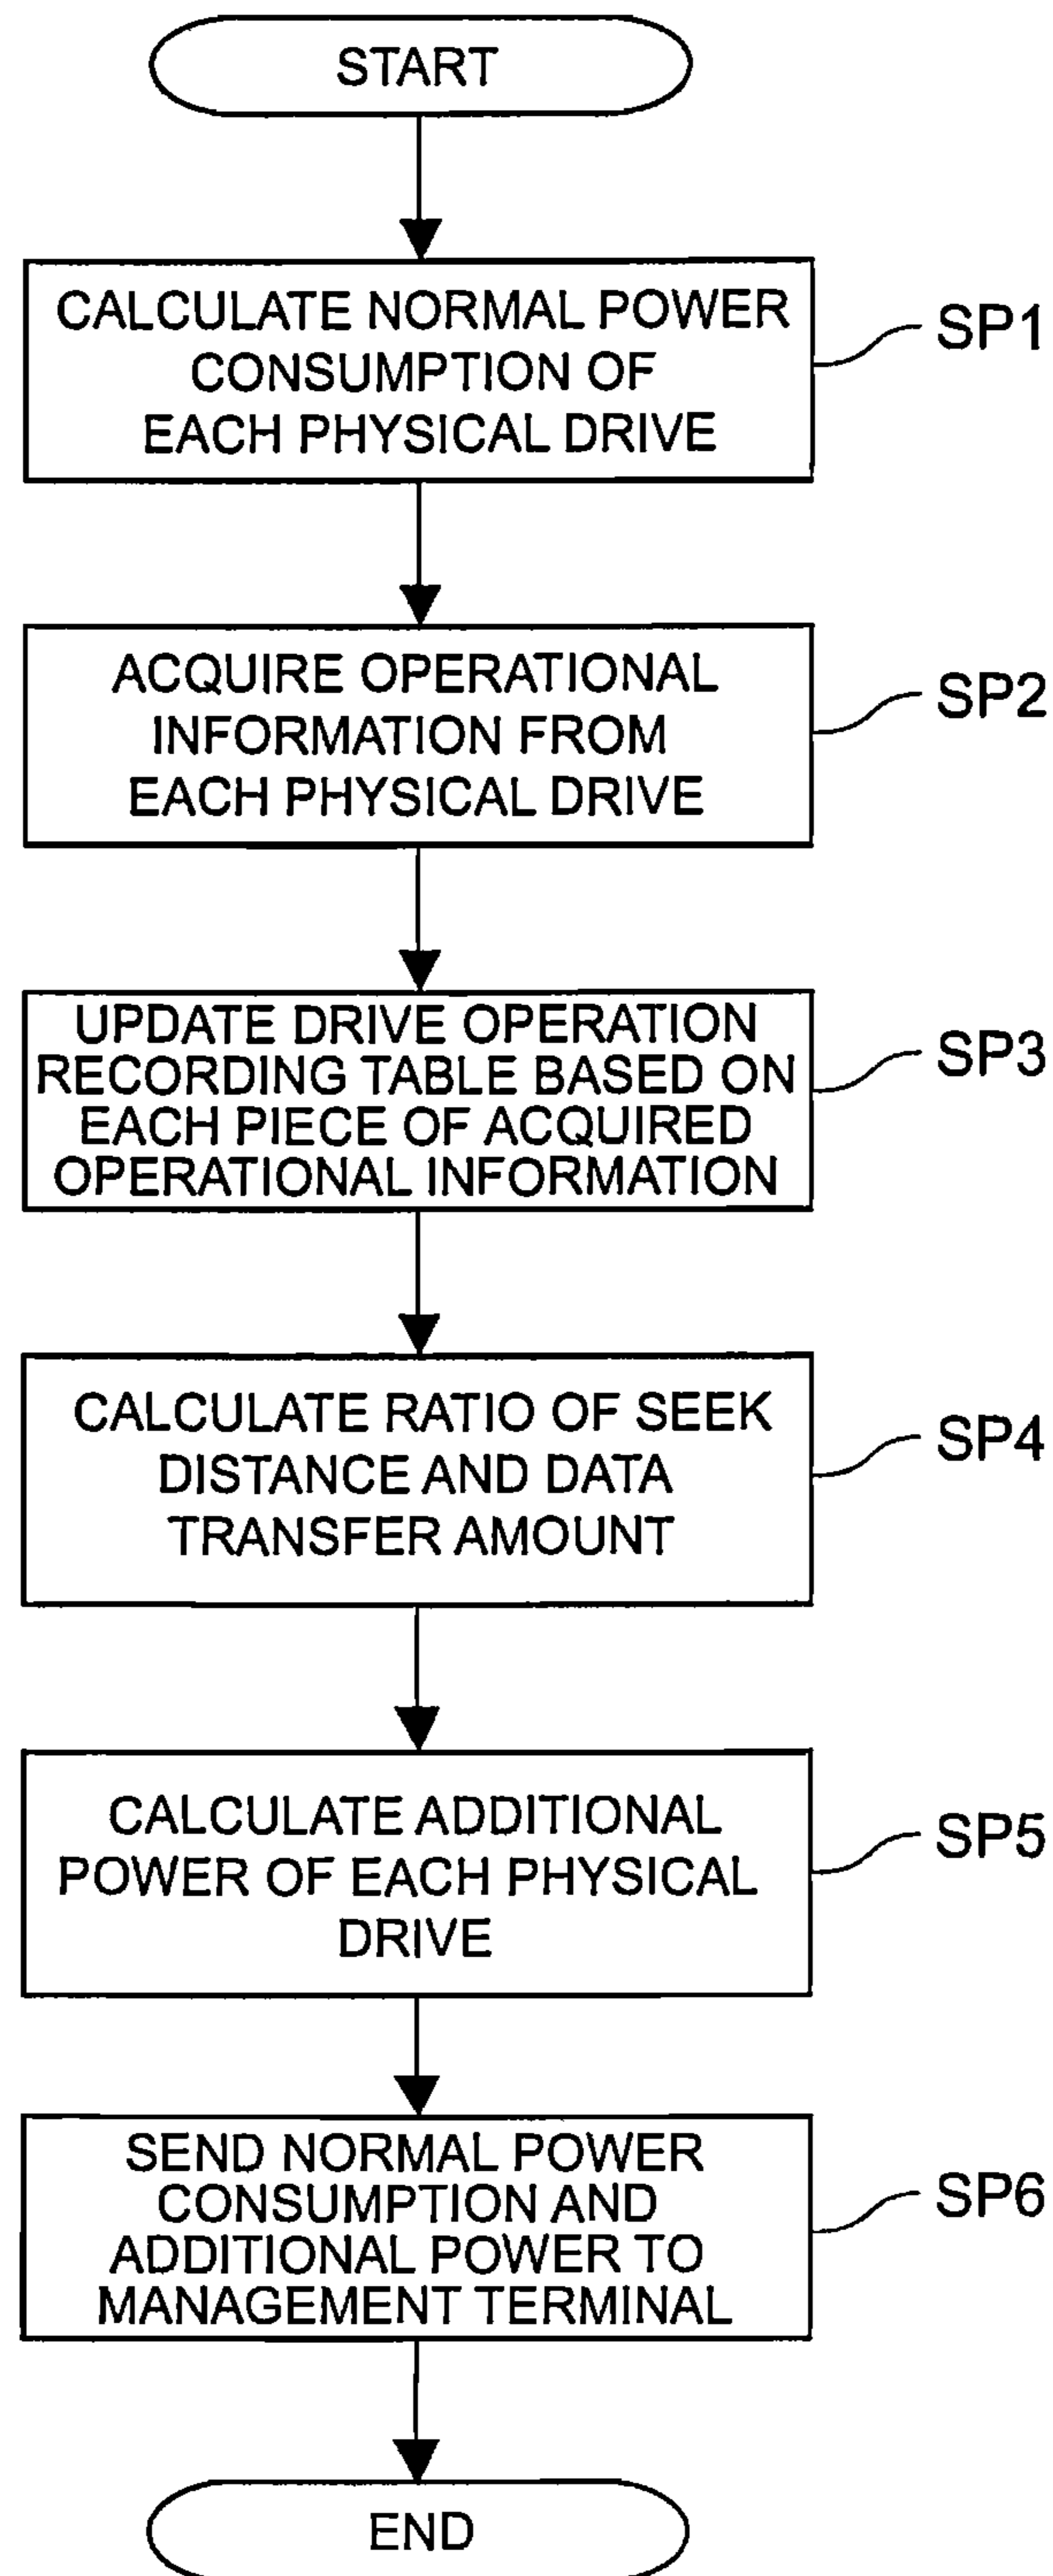 START
CALCULATE NORMAL POWER
CONSUMPTION OF
EACH PHYSICAL DRIVE
SP1
ACQUIRE OPERATIONAL
INFORMATION FROM
EACH PHYSICAL DRIVE
SP2
UPDATE DRIVE OPERATION
RECORDING TABLE BASED ON
EACH PIECE OF ACQUIRED
OPERATIONAL INFORMATION
SP3
CALCULATE RATIO OF SEEK
DISTANCE AND DATA
TRANSFER AMOUNT
SP4
CALCULATE ADDITIONAL
POWER OF EACH PHYSICAL
DRIVE
SP5
SEND NORMAL POWER
CONSUMPTION AND
ADDITIONAL POWER TO
MANAGEMENT TERMINAL
SP6
END